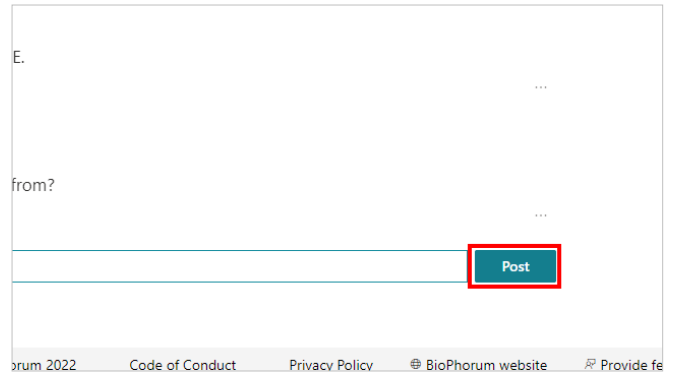 E.
...
from?
...
Post
orum 2022 Code of Conduct Privacy Policy BioPhorum website Provide fe